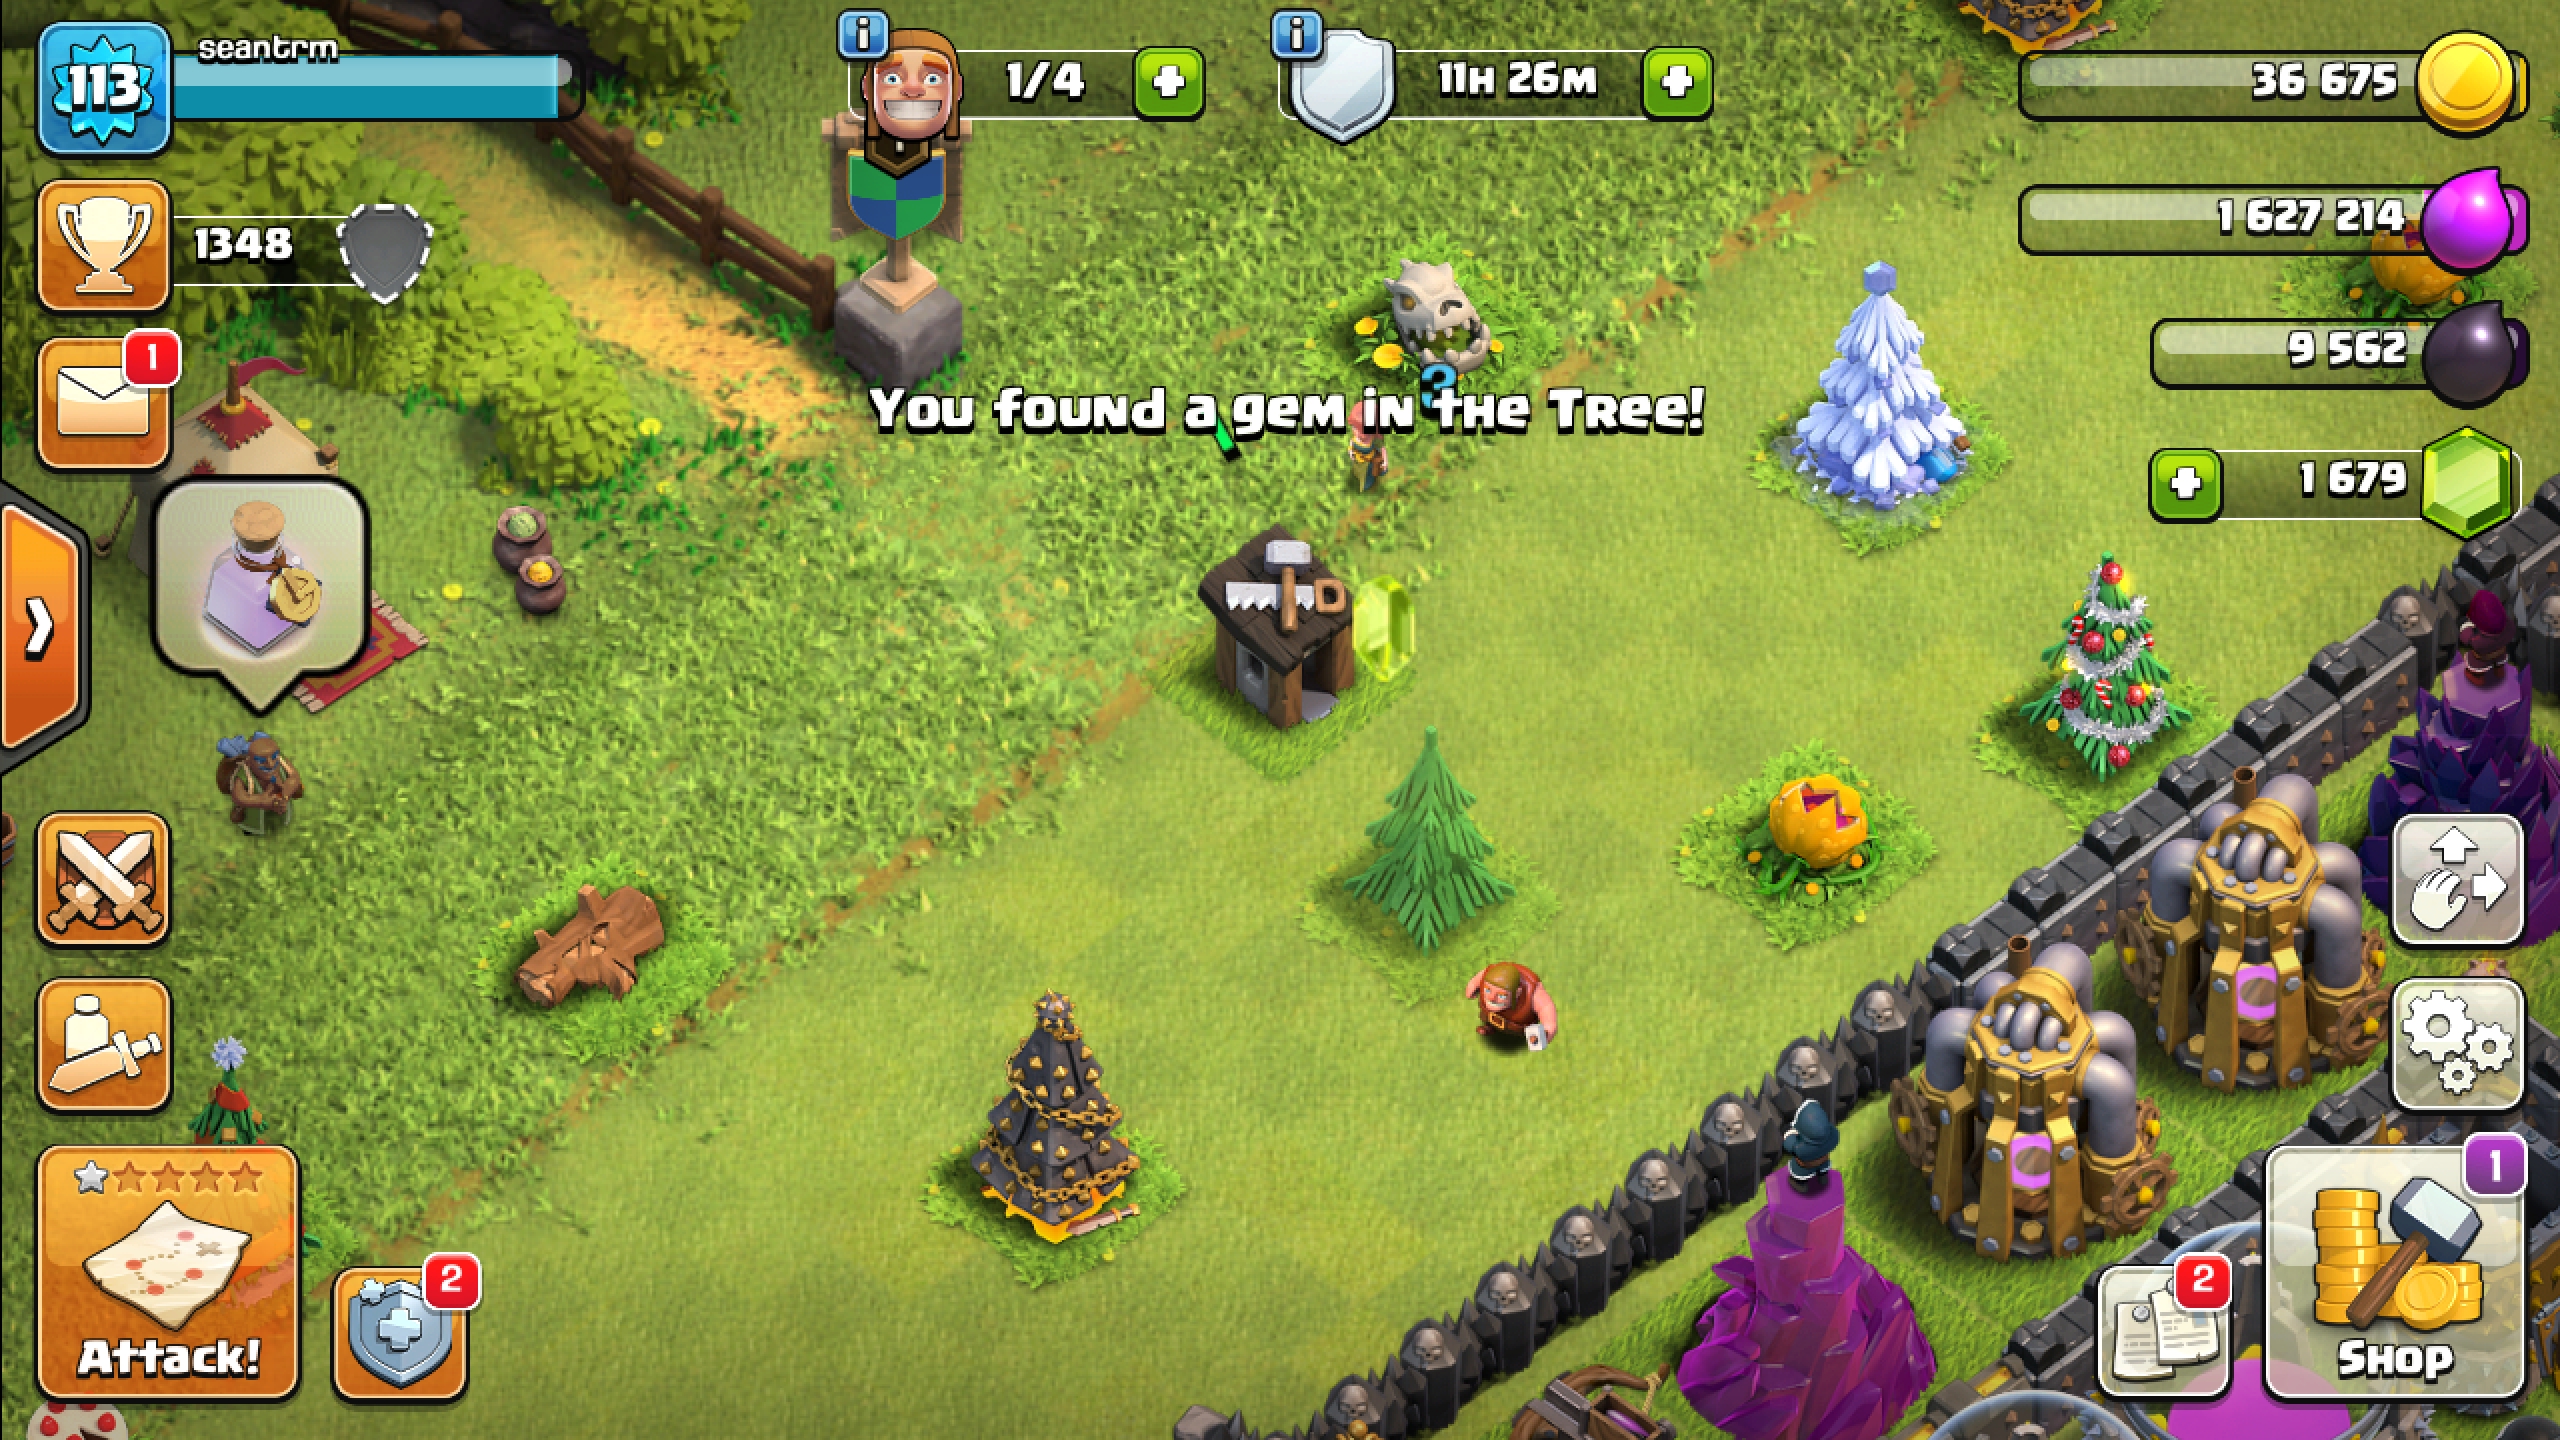 seantrm
113
1/4
11H 26M
36 675
1348
1 627 214
1
9 562
You found a gem in the Tree!
3
1 679
Attack!
2
1
2
Shop